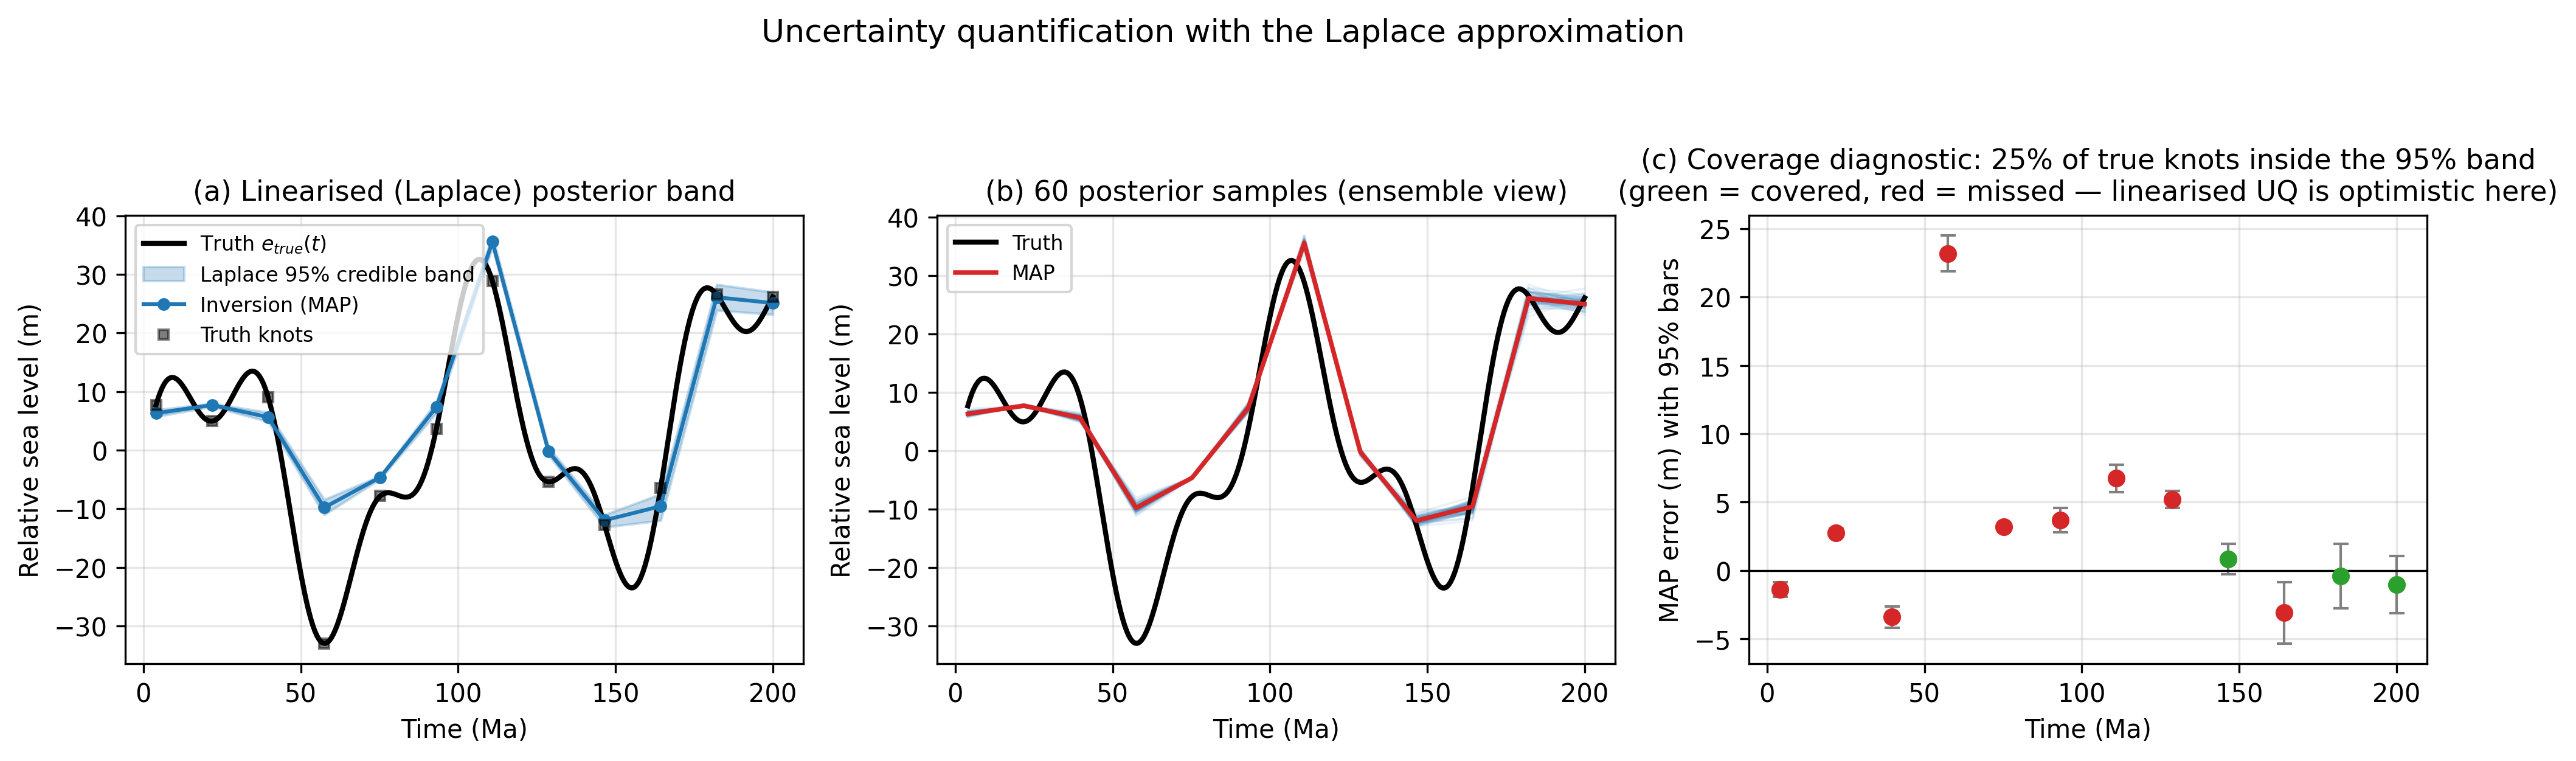 Uncertainty quantification with the Laplace approximation
(a) Linearised (Laplace) posterior band
Relative sea level (m)
40
30
20
10
0
−10
−20
−30
Truth e_true(t)
Laplace 95% credible band
Inversion (MAP)
Truth knots
0 50 100 150 200
Time (Ma)
(b) 60 posterior samples (ensemble view)
Relative sea level (m)
40
30
20
10
0
−10
−20
−30
Truth
MAP
0 50 100 150 200
Time (Ma)
(c) Coverage diagnostic: 25% of true knots inside the 95% band
(green = covered, red = missed — linearised UQ is optimistic here)
MAP error (m) with 95% bars
25
20
15
10
5
0
−5
0 50 100 150 200
Time (Ma)